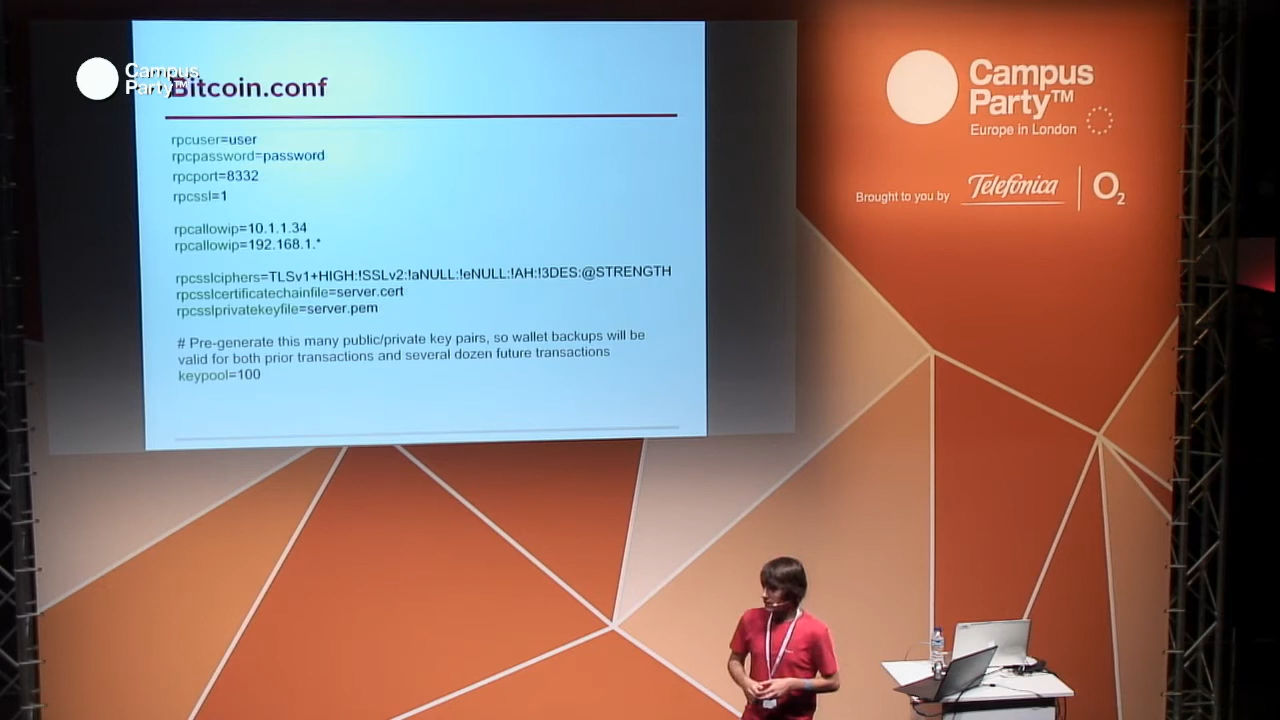 Campus
Party™
Bitcoin.conf
rpcuser=user
rpcpassword=password
rpcport=8332
rpcssl=1
rpcallowip=10.1.1.34
rpcallowip=192.168.1.*
rpcsslciphers=TLSv1+HIGH:!SSLv2:!aNULL:!eNULL:!AH:!3DES:@STRENGTH
rpcsslcertificatechainfile=server.cert
rpcsslprivatekeyfile=server.pem
# Pre-generate this many public/private key pairs, so wallet backups will be
valid for both prior transactions and several dozen future transactions
keypool=100
Campus
Party™
Europe in London
Brought to you by Telefónica O2